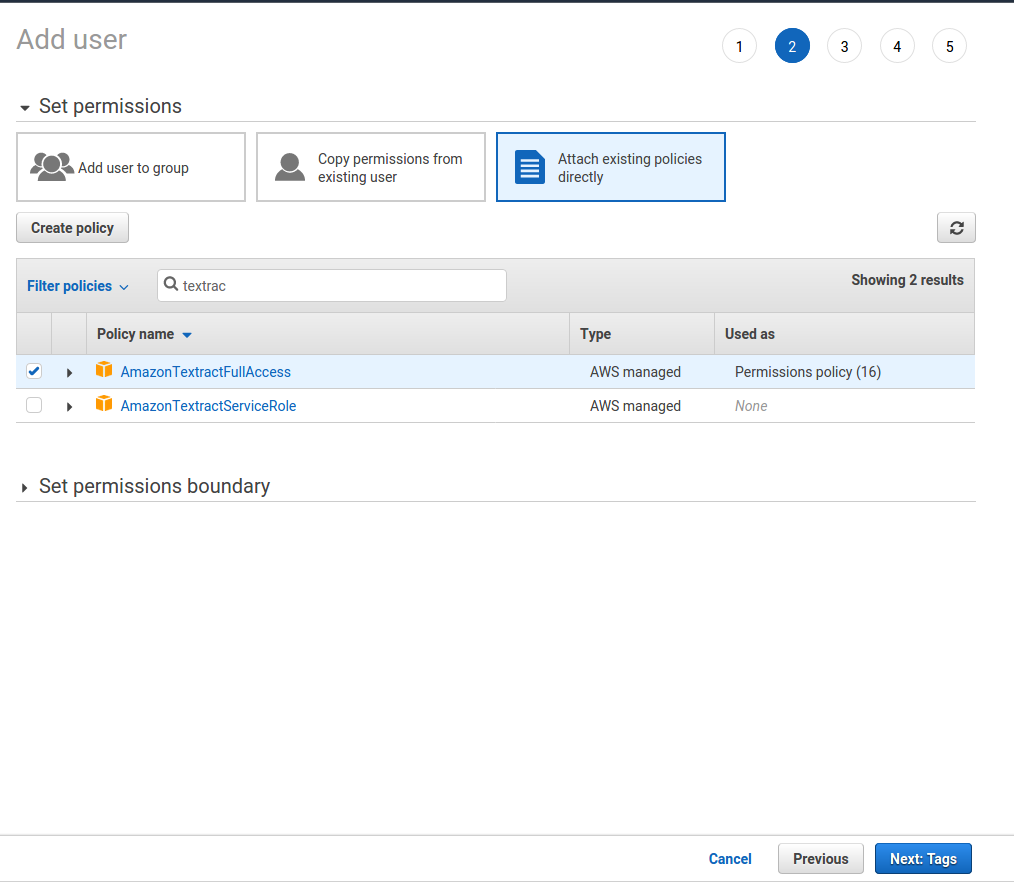 Add user
1 2 3 4 5
Set permissions
Add user to group
Copy permissions from
existing user
Attach existing policies
directly
Create policy
Filter policies
textrac
Showing 2 results
Policy name Type Used as
AmazonTextractFullAccess AWS managed Permissions policy (16)
AmazonTextractServiceRole AWS managed None
Set permissions boundary
Cancel Previous Next: Tags